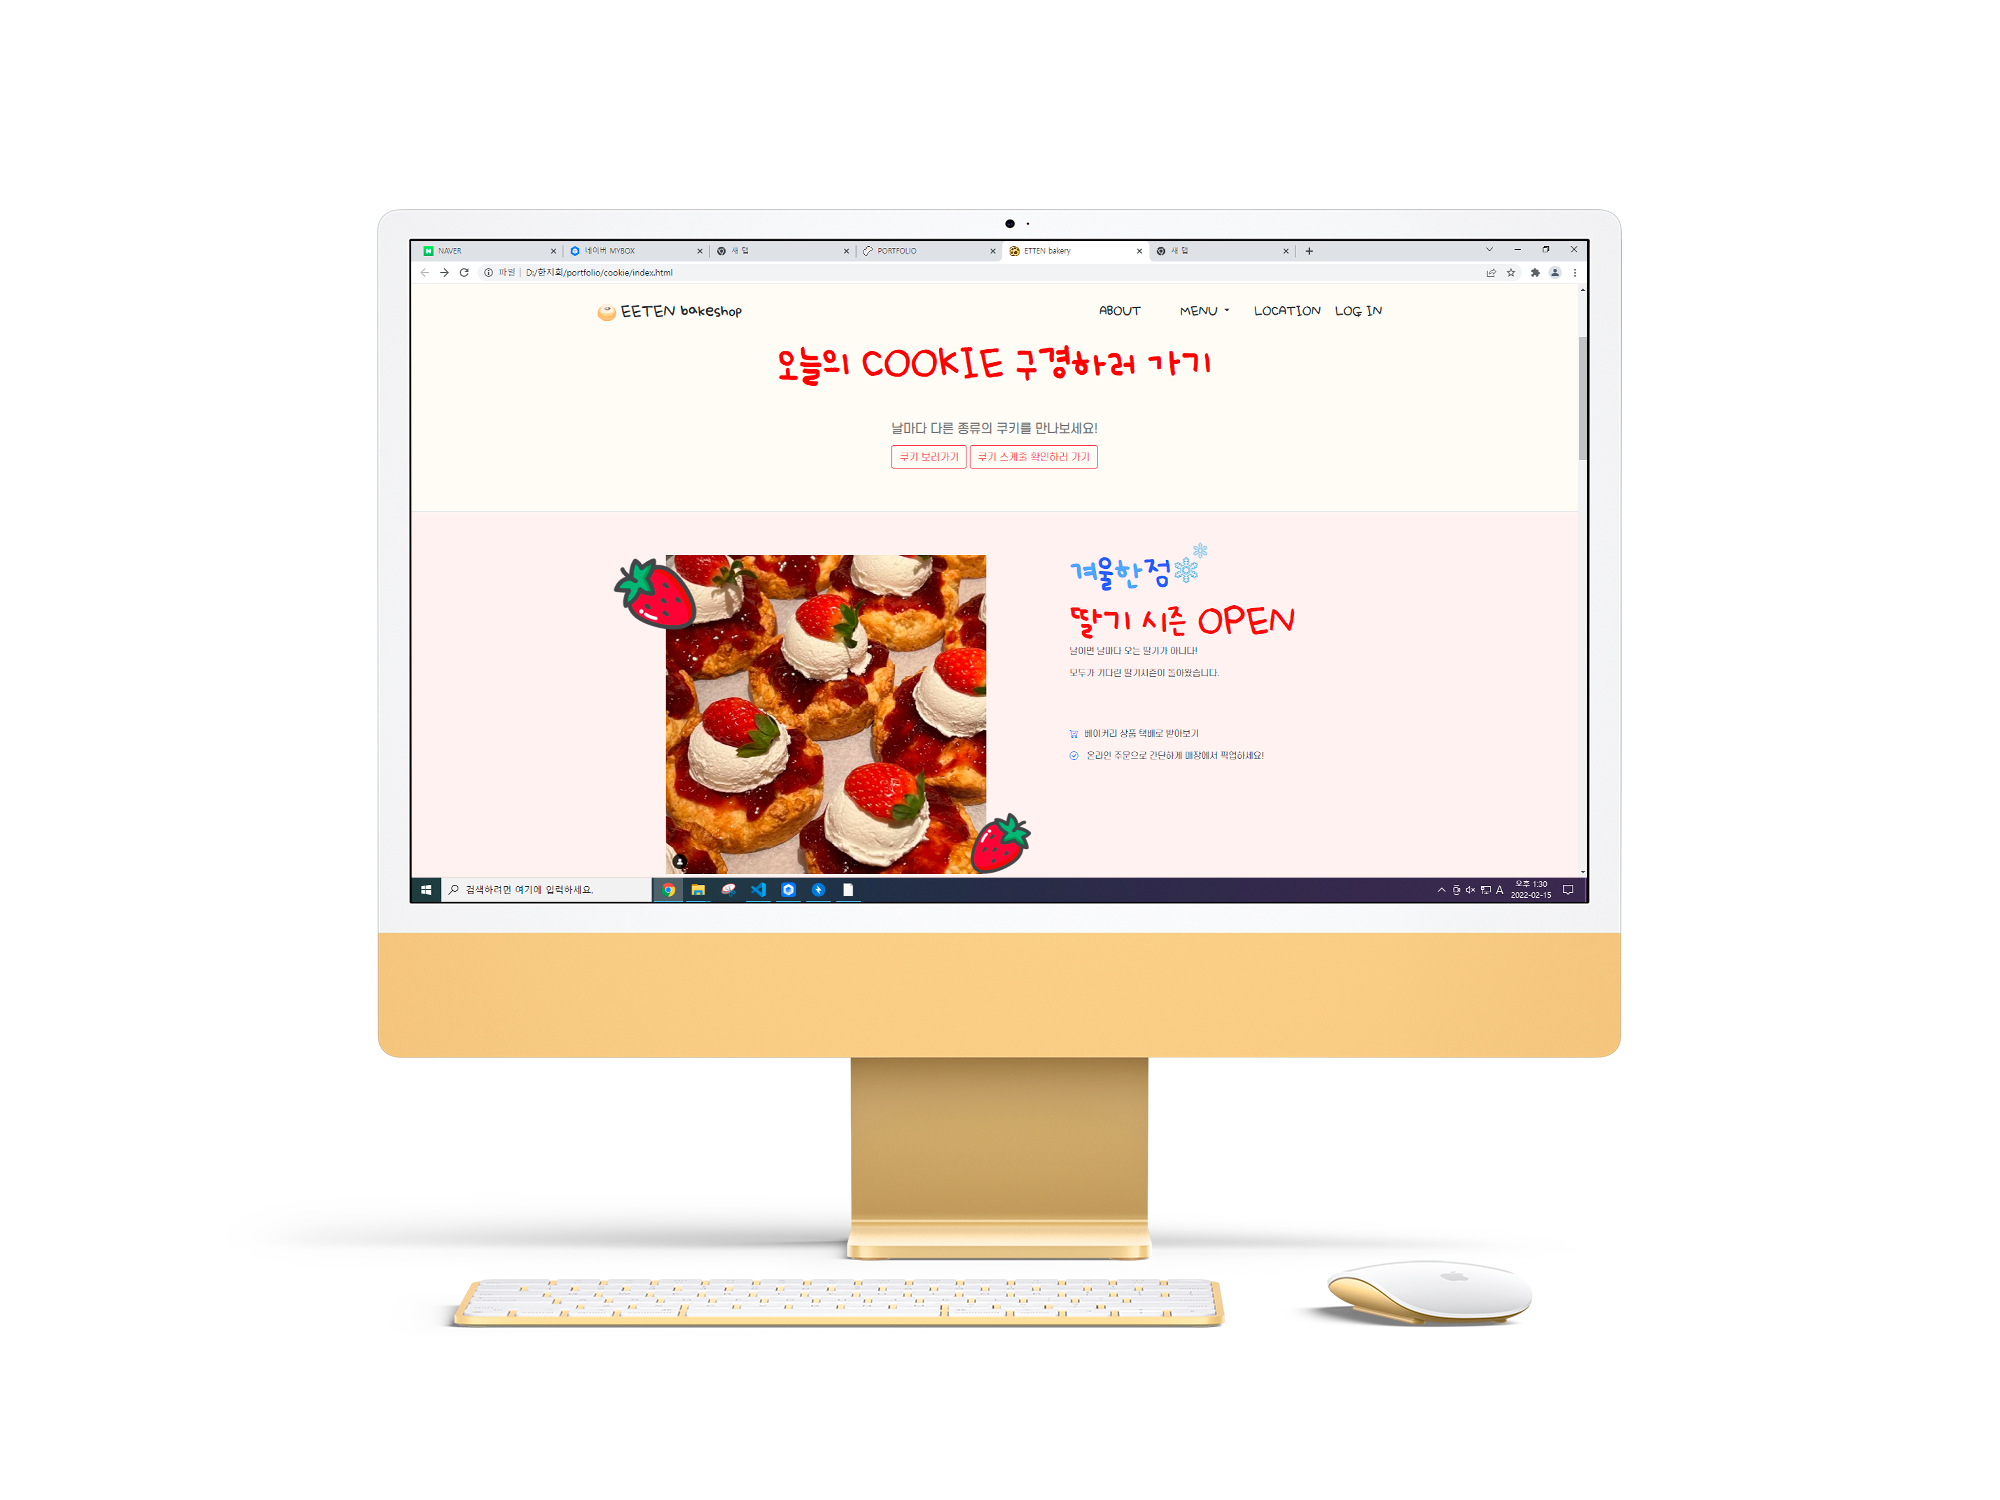 NAVER
네이버 MYBOX
새 탭
PORTFOLIO
ETTEN bakery
새 탭
파일 | D:/한지희/portfolio/cookie/index.html
EETEN bakeshop
ABOUT
MENU
LOCATION
LOG IN
오늘의 COOKIE 구경하러 가기
날마다 다른 종류의 쿠키를 만나보세요!
쿠키 보러가기
쿠키 스케줄 확인하러 가기
겨울한점
딸기 시즌 OPEN
날이면 날마다 오는 딸기가 아니다!
모두가 기다린 딸기시즌이 돌아왔습니다.
베이커리 상품 택배로 받아보기
온라인 주문으로 간단하게 매장에서 픽업하세요!
검색하려면 여기에 입력하세요.
A
오후 1:30
2022-02-15